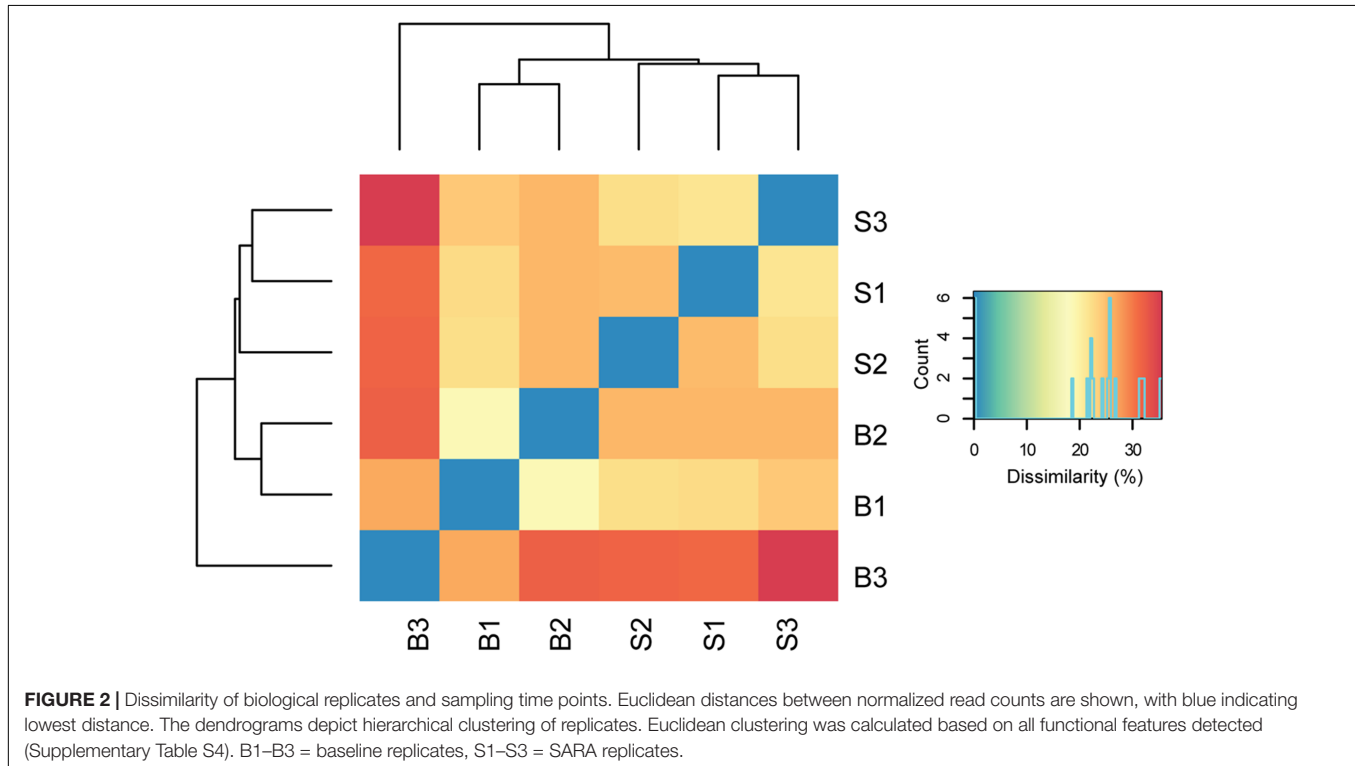 S3
S1
S2
B2
B1
B3
B3
B1
B2
S2
S1
S3
Count
0
2
4
6
0
10
20
30
Dissimilarity (%)
FIGURE 2 | Dissimilarity of biological replicates and sampling time points. Euclidean distances between normalized read counts are shown, with blue indicating
lowest distance. The dendrograms depict hierarchical clustering of replicates. Euclidean clustering was calculated based on all functional features detected
(Supplementary Table S4). B1–B3 = baseline replicates, S1–S3 = SARA replicates.